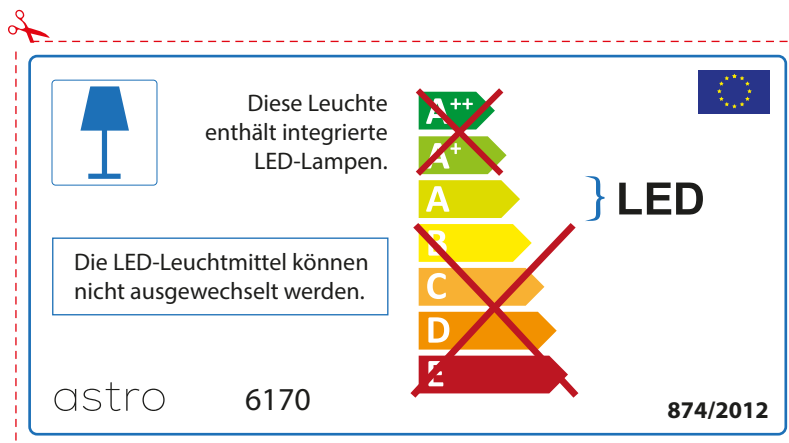 Diese Leuchte
enthält integrierte
LED-Lampen.
Die LED-Leuchtmittel können
nicht ausgewechselt werden.
A++
A+
A
B
C
D
E
LED
astro
6170
874/2012